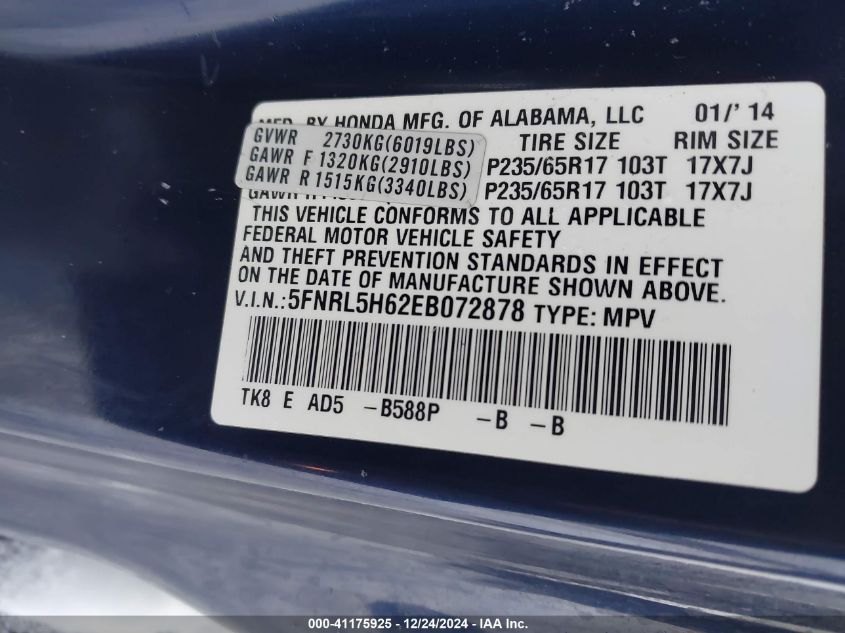 MFD. BY HONDA MFG. OF ALABAMA, LLC 01/' 14
GVWR 2730KG(6019LBS) TIRE SIZE RIM SIZE
GAWR F 1320KG(2910LBS) P235/65R17 103T 17X7J
GAWR R 1515KG(3340LBS) P235/65R17 103T 17X7J
GAWR R
THIS VEHICLE CONFORMS TO ALL APPLICABLE
FEDERAL MOTOR VEHICLE SAFETY
AND THEFT PREVENTION STANDARDS IN EFFECT
ON THE DATE OF MANUFACTURE SHOWN ABOVE.
V.I.N.: 5FNRL5H62EB072878 TYPE: MPV
TK8 E AD5 -B588P -B -B
000-41175925 - 12/24/2024 - IAA Inc.